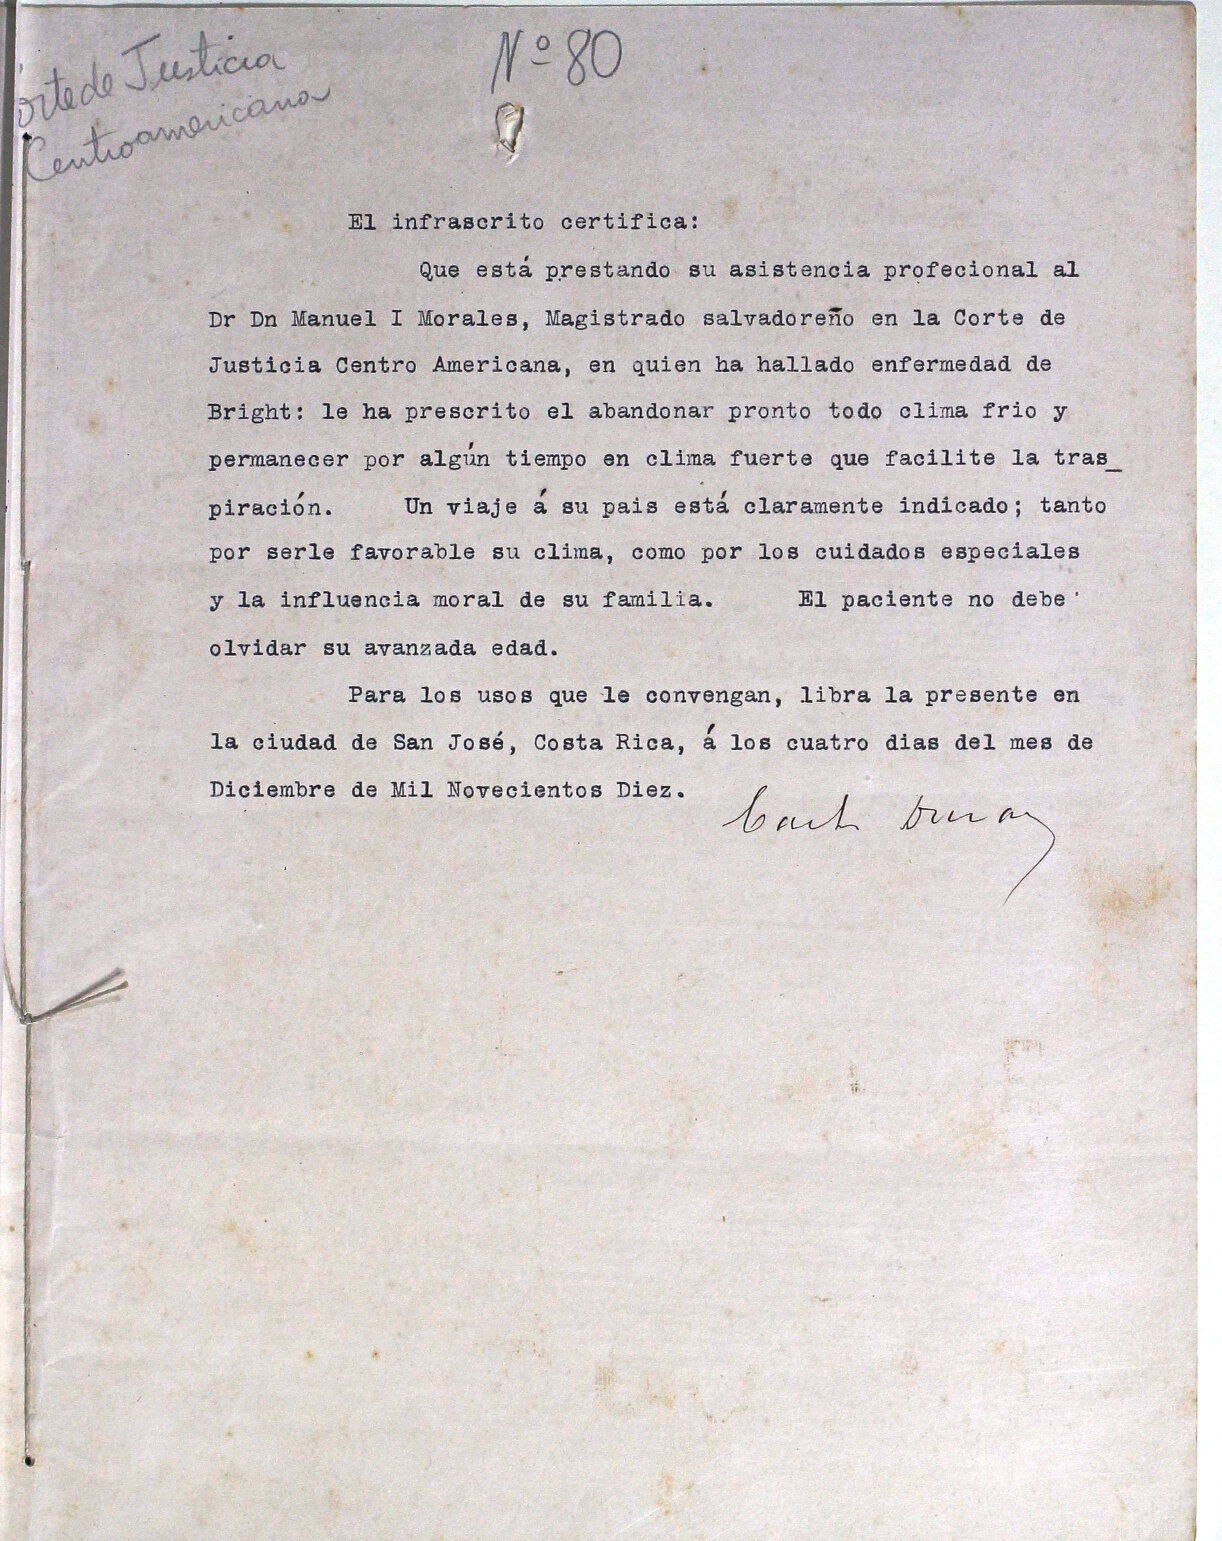 Corte de Justicia
Centroamericana
Nº 80
El infrascrito certifica:
Que está prestando su asistencia profecional al
Dr Dn Manuel I Morales, Magistrado salvadoreño en la Corte de
Justicia Centro Americana, en quien ha hallado enfermedad de
Bright: le ha prescrito el abandonar pronto todo clima frio y
permanecer por algún tiempo en clima fuerte que facilite la tras_
piración. Un viaje á su pais está claramente indicado; tanto
por serle favorable su clima, como por los cuidados especiales
y la influencia moral de su familia. El paciente no debe
olvidar su avanzada edad.
Para los usos que le convengan, libra la presente en
la ciudad de San José, Costa Rica, á los cuatro dias del mes de
Diciembre de Mil Novecientos Diez.
Duran